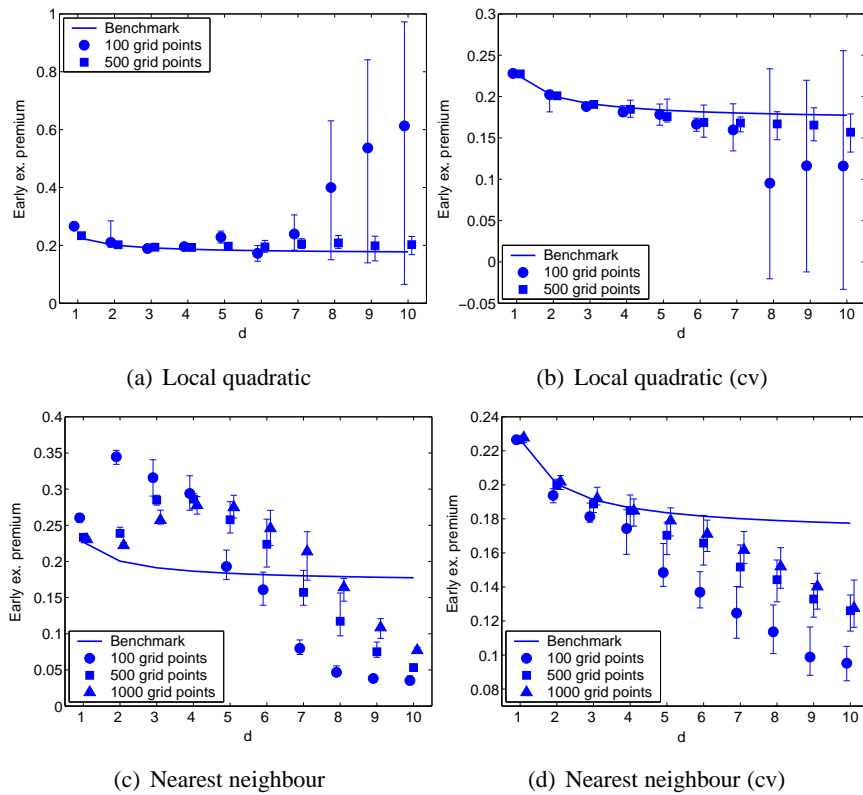 1
0.8
0.6
0.4
0.2
0
Early ex. premium
Benchmark
100 grid points
500 grid points
1 2 3 4 5 6 7 8 9 10
d
(a) Local quadratic
0.3
0.25
0.2
0.15
0.1
0.05
0
−0.05
Early ex. premium
Benchmark
100 grid points
500 grid points
1 2 3 4 5 6 7 8 9 10
d
(b) Local quadratic (cv)
0.4
0.35
0.3
0.25
0.2
0.15
0.1
0.05
0
Early ex. premium
Benchmark
100 grid points
500 grid points
1000 grid points
1 2 3 4 5 6 7 8 9 10
d
(c) Nearest neighbour
0.24
0.22
0.2
0.18
0.16
0.14
0.12
0.1
0.08
Early ex. premium
Benchmark
100 grid points
500 grid points
1000 grid points
1 2 3 4 5 6 7 8 9 10
d
(d) Nearest neighbour (cv)